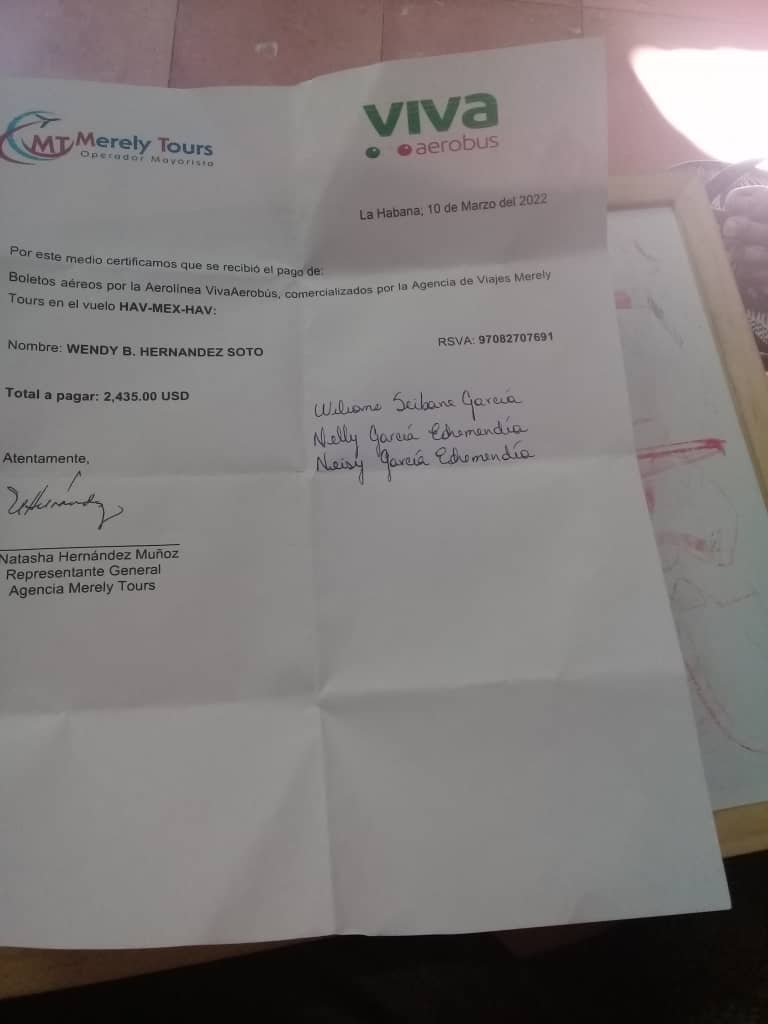 MT Merely Tours
Operador Mayorista
viva
aerobus
La Habana, 10 de Marzo del 2022
Por este medio certificamos que se recibió el pago de:
Boletos aéreos por la Aerolínea VivaAerobús, comercializados por la Agencia de Viajes Merely
Tours en el vuelo HAV-MEX-HAV:
Nombre: WENDY B. HERNANDEZ SOTO
RSVA: 97082707691
Total a pagar: 2,435.00 USD
García
Nelly García Echemendía
Neisy García Echemendía
Atentamente,
Natasha Hernández Muñoz
Representante General
Agencia Merely Tours